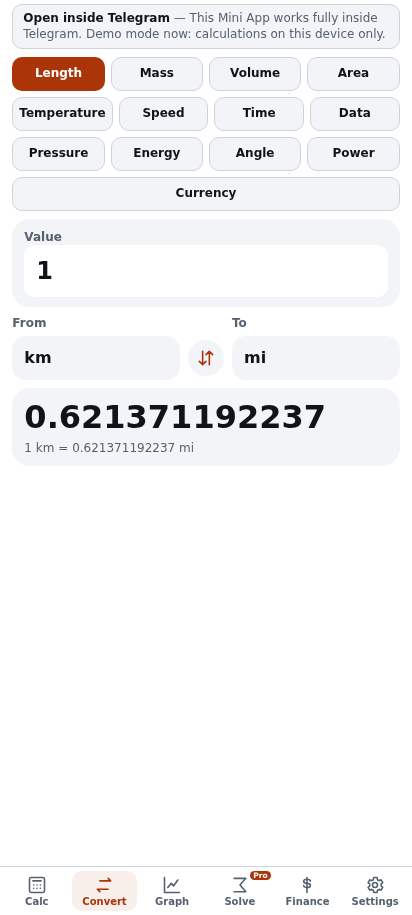 Open inside Telegram — This Mini App works fully inside
Telegram. Demo mode now: calculations on this device only.
Length Mass Volume Area
Temperature Speed Time Data
Pressure Energy Angle Power
Currency
Value
1
From To
km mi
0.621371192237
1 km = 0.621371192237 mi
Pro
Calc Convert Graph Solve Finance Settings